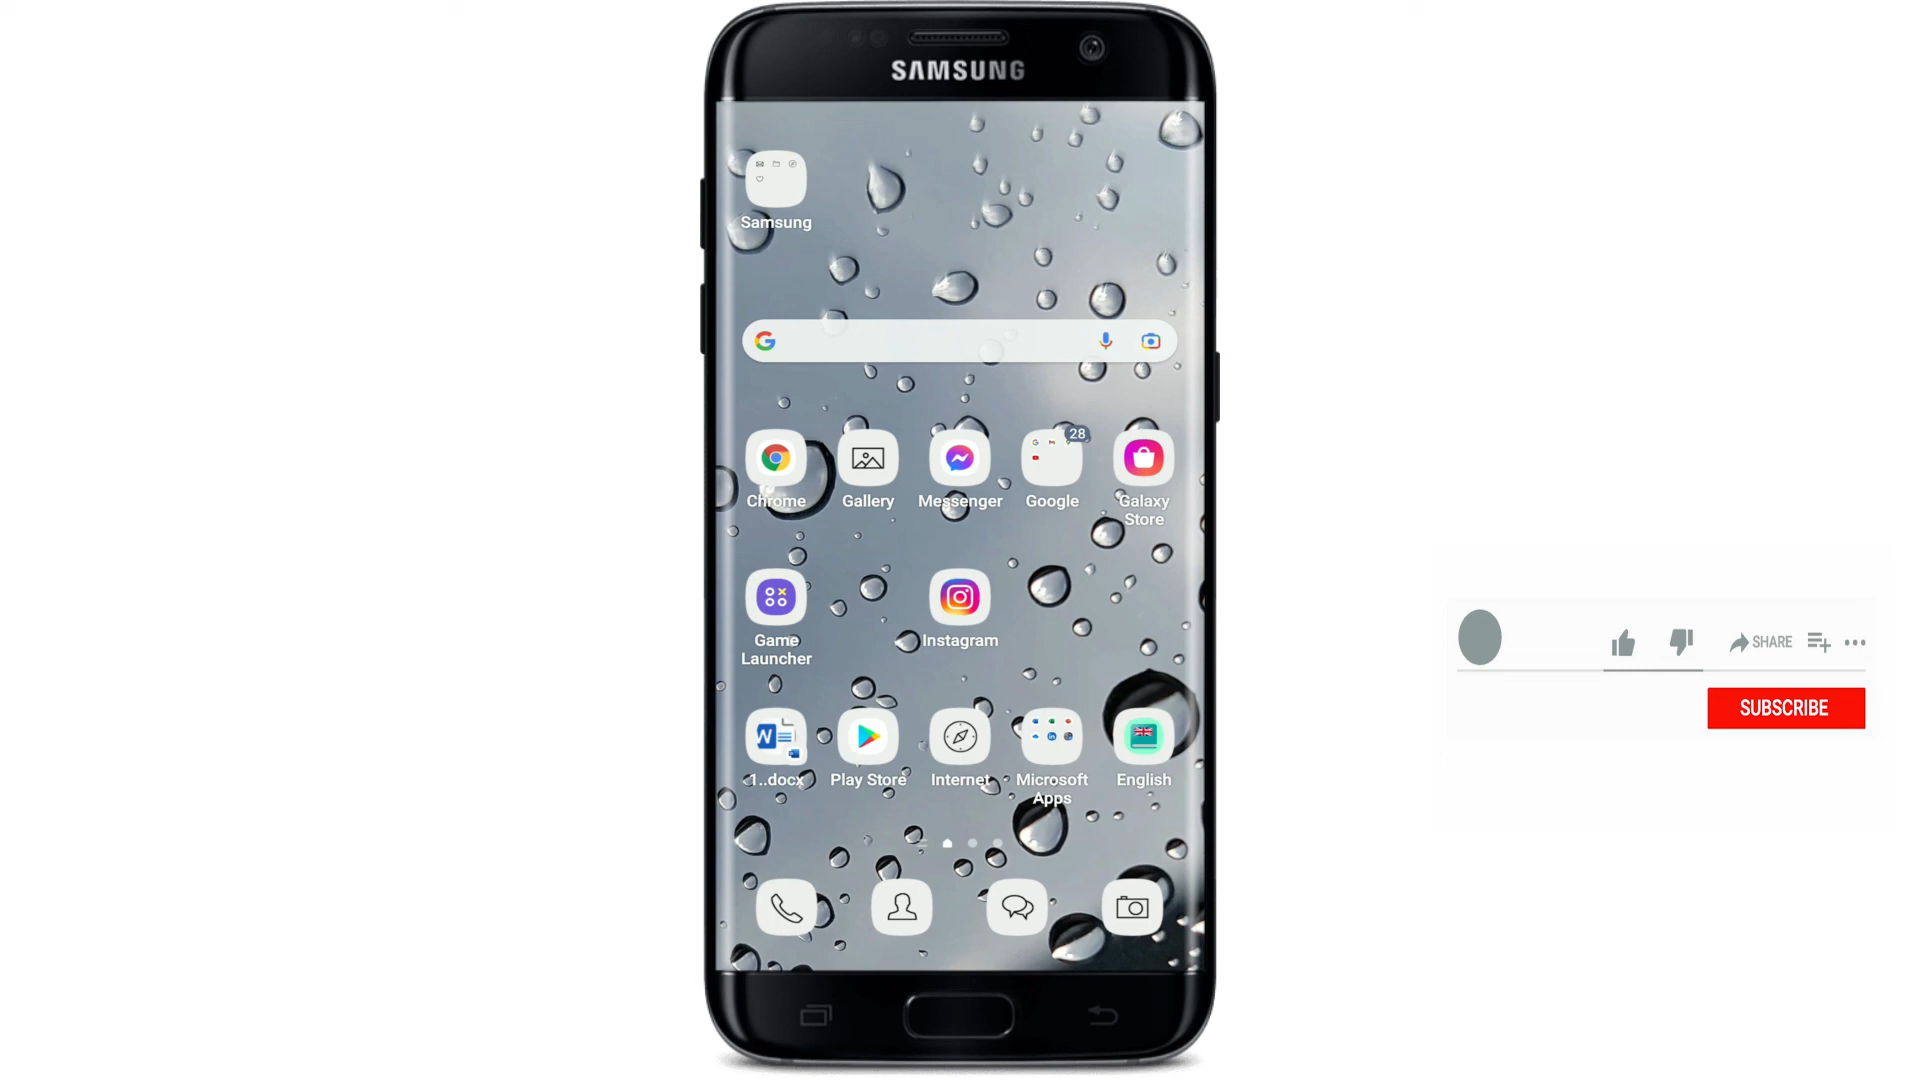 SAMSUNG
Samsung
28
Chrome Gallery Messenger Google Galaxy Store
Game Launcher Instagram
W
1..docx Play Store Internet Microsoft Apps English
SHARE
SUBSCRIBE